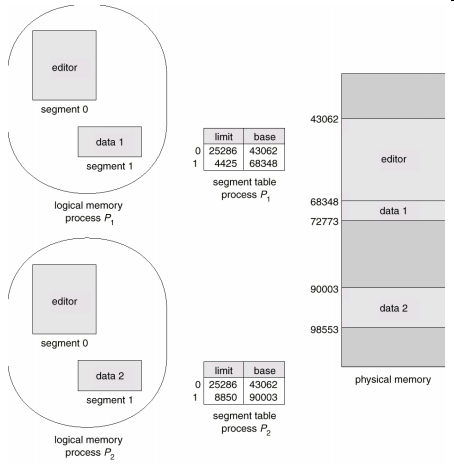 editor
segment 0
data 1
segment 1
logical memory
process P1
limit base
0 25286 43062
1 4425 68348
segment table
process P1
editor
segment 0
data 2
segment 1
logical memory
process P2
limit base
0 25286 43062
1 8850 90003
segment table
process P2
43062
editor
68348
data 1
72773
90003
data 2
98553
physical memory